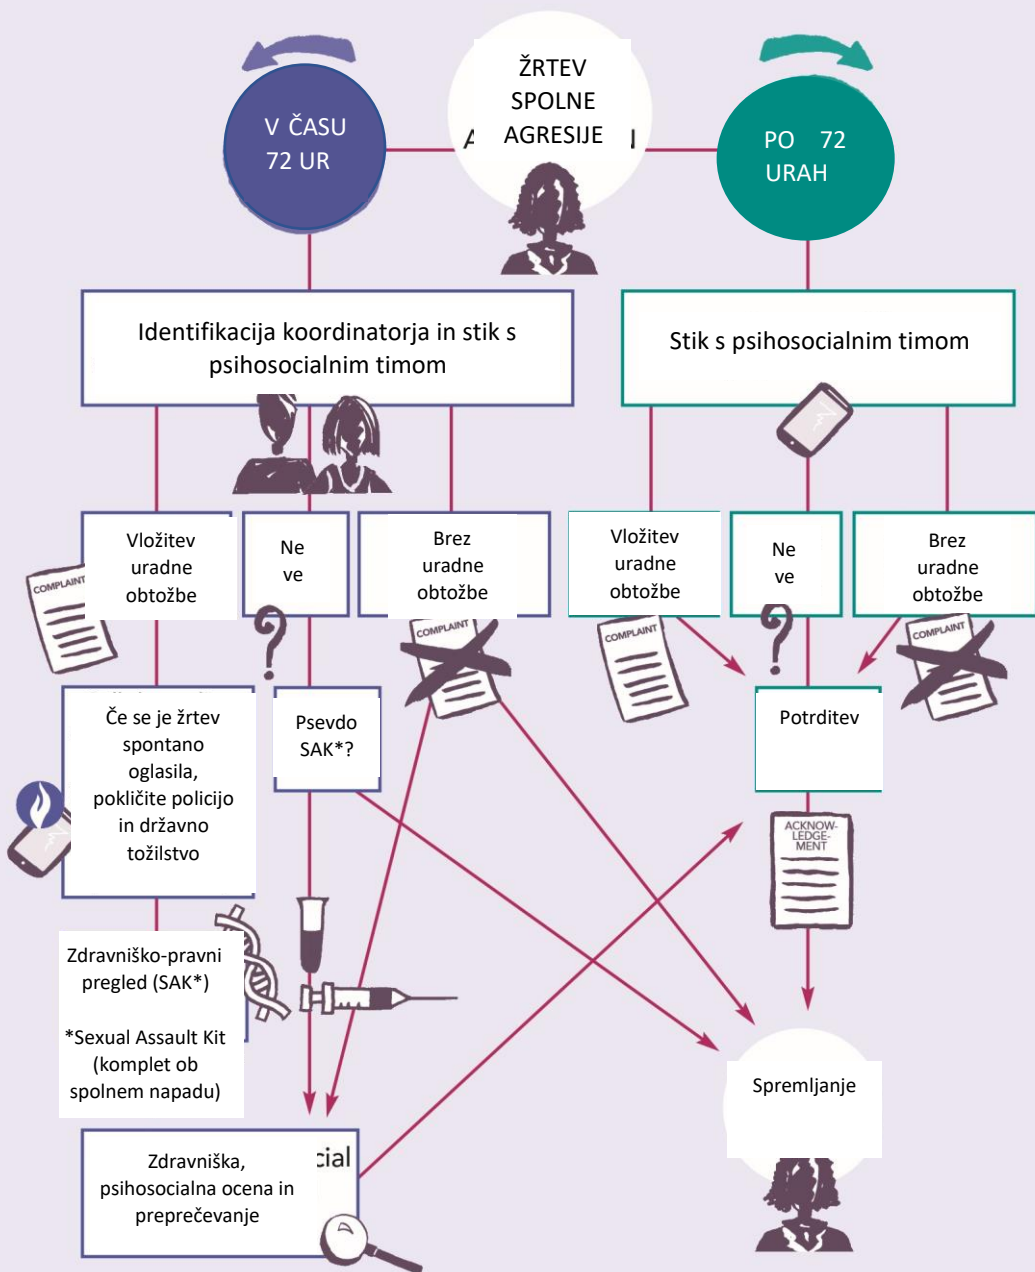 ŽRTEV
SPOLNE
AGRESIJE
V ČASU
72 UR
PO 72
URAH
Identifikacija koordinatorja in stik s
psihosocialnim timom
Stik s psihosocialnim timom
Vložitev
uradne
obtožbe
Ne
ve
Brez
uradne
obtožbe
Vložitev
uradne
obtožbe
Ne
ve
Brez
uradne
obtožbe
COMPLAINT
COMPLAINT
COMPLAINT
COMPLAINT
Če se je žrtev
spontano
oglasila,
pokličite policijo
in državno
tožilstvo
Psevdo
SAK*?
Potrditev
ACKNOW-
LEDGE-
MENT
Zdravniško-pravni
pregled (SAK*)
*Sexual Assault Kit
(komplet ob
spolnem napadu)
Spremljanje
Zdravniška,
psihosocialna ocena in
preprečevanje
cial